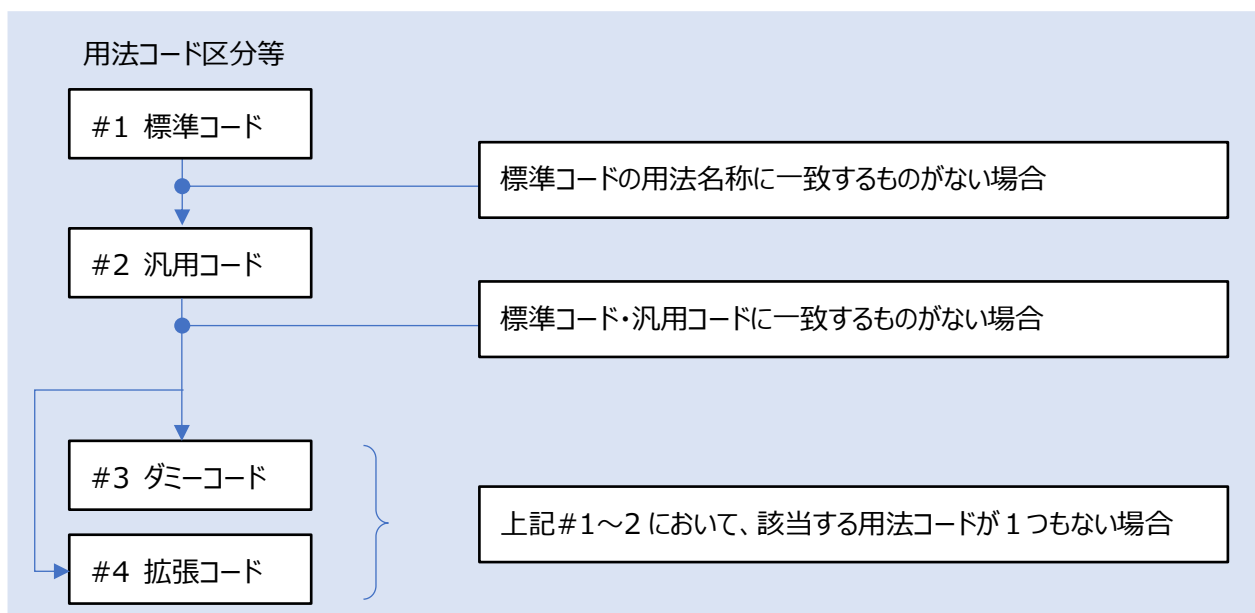 用法コード区分等
#1 標準コード
標準コードの用法名称に一致するものがない場合
#2 汎用コード
標準コード・汎用コードに一致するものがない場合
#3 ダミーコード
上記#1～2 において、該当する用法コードが 1 つもない場合
#4 拡張コード